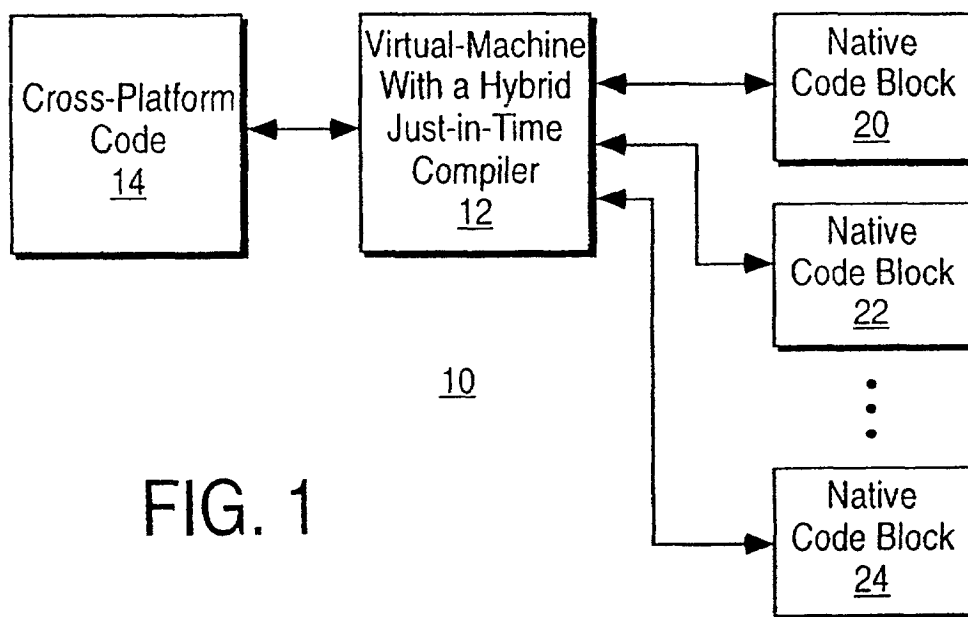 Cross-Platform
Code
14
Virtual-Machine
With a Hybrid
Just-in-Time
Compiler
12
Native
Code Block
20
Native
Code Block
22
Native
Code Block
24
10
FIG. 1